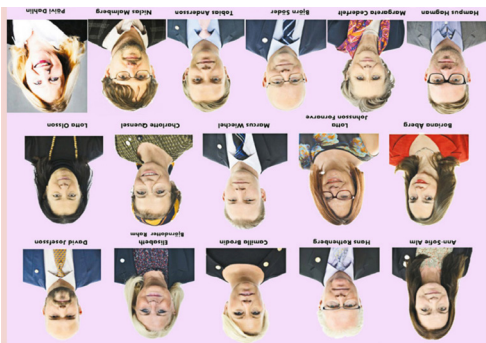 Ann-Sofie Alm
Hans Rothenberg
Camilla Brodin
Elisabeth
Björnsdotter Rahm
David Josefsson
Boriana Åberg
Lotta
Johnsson Fornarve
Marcus Wiechel
Charlotte Quensel
Lotta Olsson
Hampus Hagman
Margareta Cederfelt
Björn Söder
Tobias Andersson
Niclas Malmberg
Päivi Dahlin